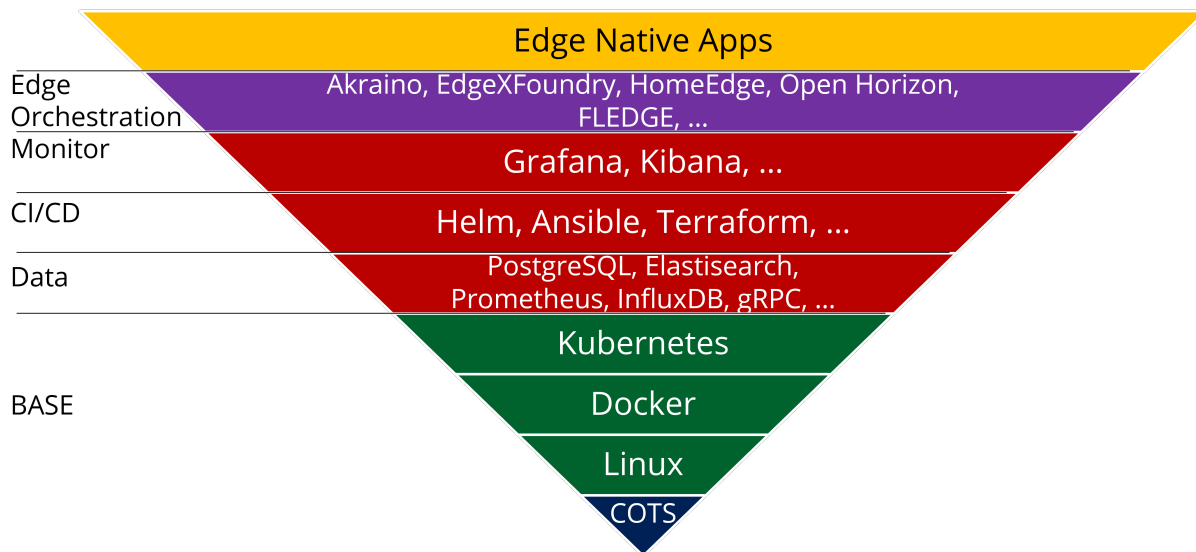 Edge Native Apps
Edge
Orchestration
Akraino, EdgeXFoundry, HomeEdge, Open Horizon,
FLEDGE, ...
Monitor
Grafana, Kibana, ...
CI/CD
Helm, Ansible, Terraform, ...
Data
PostgreSQL, Elastisearch,
Prometheus, InfluxDB, gRPC, ...
BASE
Kubernetes
Docker
Linux
COTS